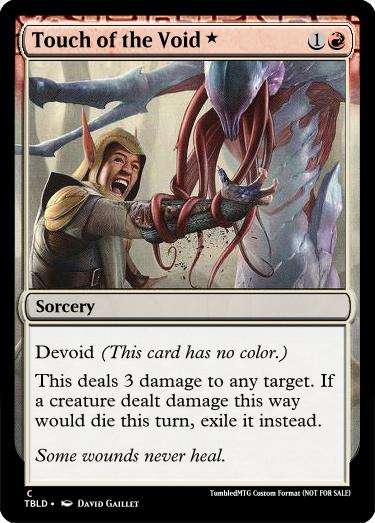 Touch of the Void ★ 1
Sorcery
Devoid (This card has no color.)
This deals 3 damage to any target. If
a creature dealt damage this way
would die this turn, exile it instead.
Some wounds never heal.
C
TBLD • David Gaillet
TumbledMTG Custom Format (NOT FOR SALE)